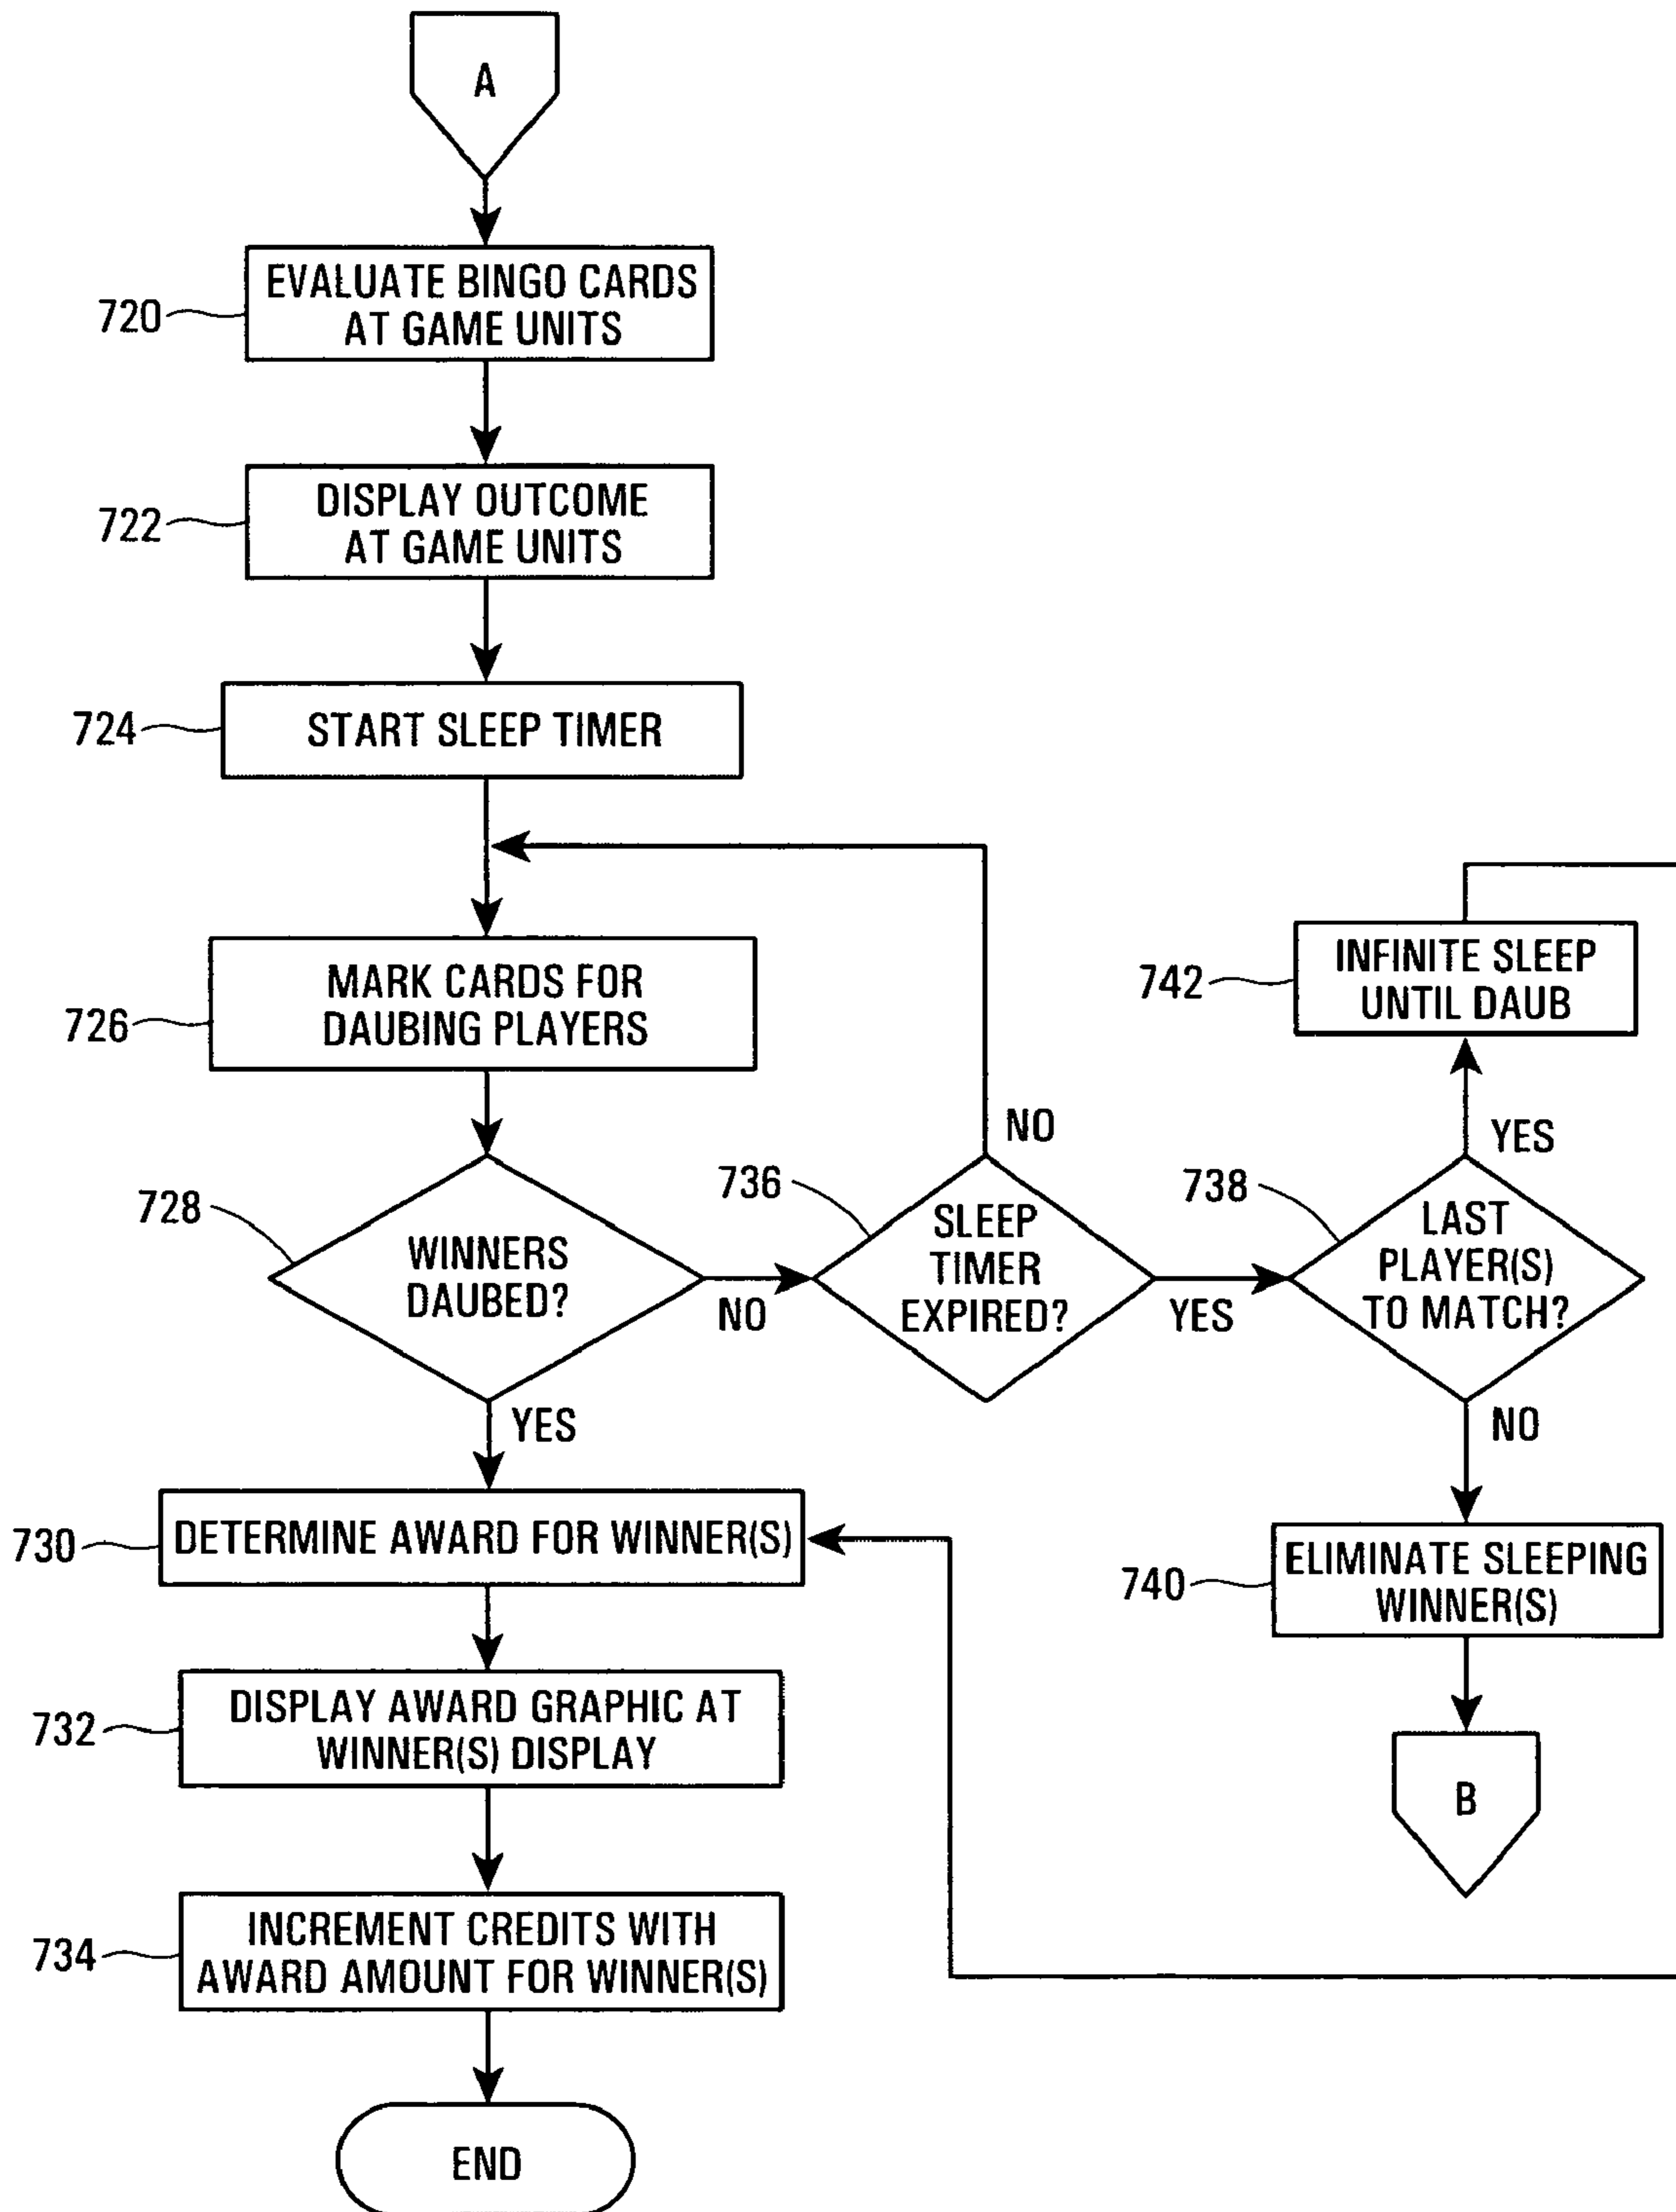 A
720
EVALUATE BINGO CARDS
AT GAME UNITS
722
DISPLAY OUTCOME
AT GAME UNITS
724
START SLEEP TIMER
726
MARK CARDS FOR
DAUBING PLAYERS
728
WINNERS
DAUBED?
NO
YES
736
SLEEP
TIMER
EXPIRED?
NO
YES
738
LAST
PLAYER(S)
TO MATCH?
YES
NO
742
INFINITE SLEEP
UNTIL DAUB
740
ELIMINATE SLEEPING
WINNER(S)
B
730
DETERMINE AWARD FOR WINNER(S)
732
DISPLAY AWARD GRAPHIC AT
WINNER(S) DISPLAY
734
INCREMENT CREDITS WITH
AWARD AMOUNT FOR WINNER(S)
END